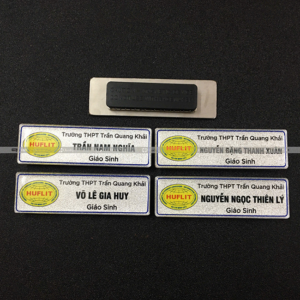 Trường THPT Trần Quang Khải
HUFLIT
TRẦN NAM NGHĨA
Giáo Sinh
Trường THPT Trần Quang Khải
HUFLIT
NGUYỄN ĐẶNG THANH XUÂN
Giáo Sinh
Trường THPT Trần Quang Khải
HUFLIT
VÕ LÊ GIA HUY
Giáo Sinh
Trường THPT Trần Quang Khải
HUFLIT
NGUYỄN NGỌC THIÊN LÝ
Giáo Sinh